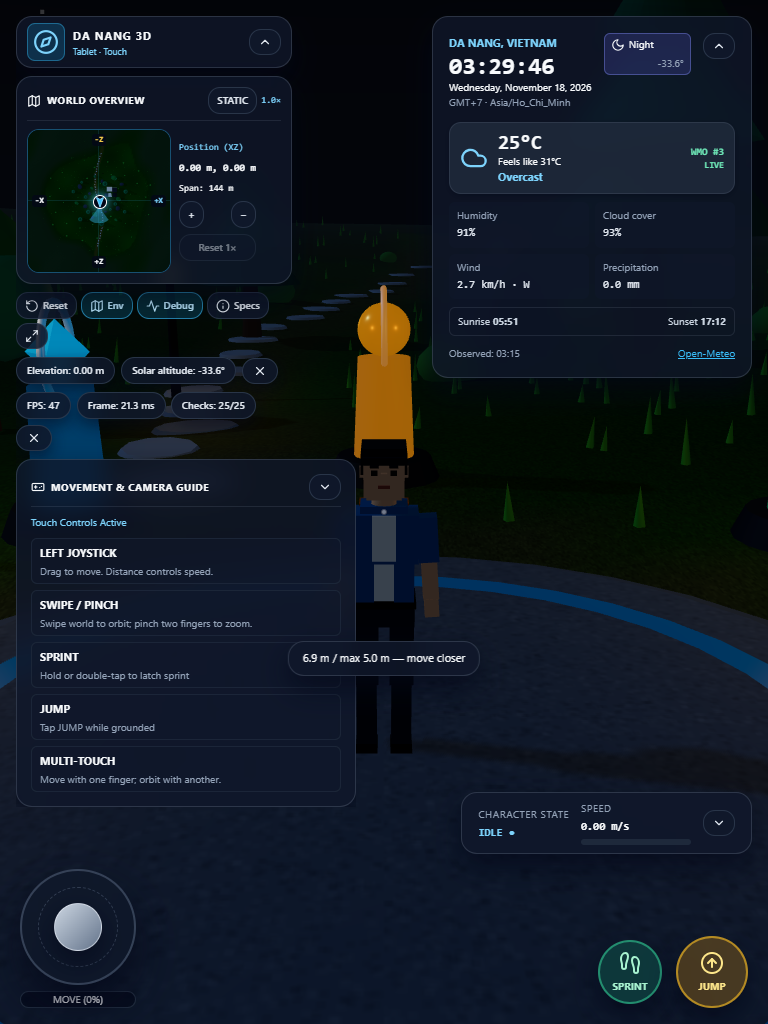 DA NANG 3D
Tablet · Touch
WORLD OVERVIEW
STATIC
1.0×
-Z
-X
+X
+Z
Position (XZ)
0.00 m, 0.00 m
Span: 144 m
+
−
Reset 1×
Reset
Env
Debug
Specs
Elevation: 0.00 m
Solar altitude: -33.6°
FPS: 47
Frame: 21.3 ms
Checks: 25/25
MOVEMENT & CAMERA GUIDE
Touch Controls Active
LEFT JOYSTICK
Drag to move. Distance controls speed.
SWIPE / PINCH
Swipe world to orbit; pinch two fingers to zoom.
SPRINT
Hold or double-tap to latch sprint
JUMP
Tap JUMP while grounded
MULTI-TOUCH
Move with one finger; orbit with another.
DA NANG, VIETNAM
03:29:46
Wednesday, November 18, 2026
GMT+7 · Asia/Ho_Chi_Minh
Night
-33.6°
25°C
Feels like 31°C
Overcast
WMO #3
LIVE
Humidity
91%
Cloud cover
93%
Wind
2.7 km/h · W
Precipitation
0.0 mm
Sunrise 05:51
Sunset 17:12
Observed: 03:15
Open-Meteo
6.9 m / max 5.0 m — move closer
CHARACTER STATE
IDLE
SPEED
0.00 m/s
MOVE (0%)
SPRINT
JUMP